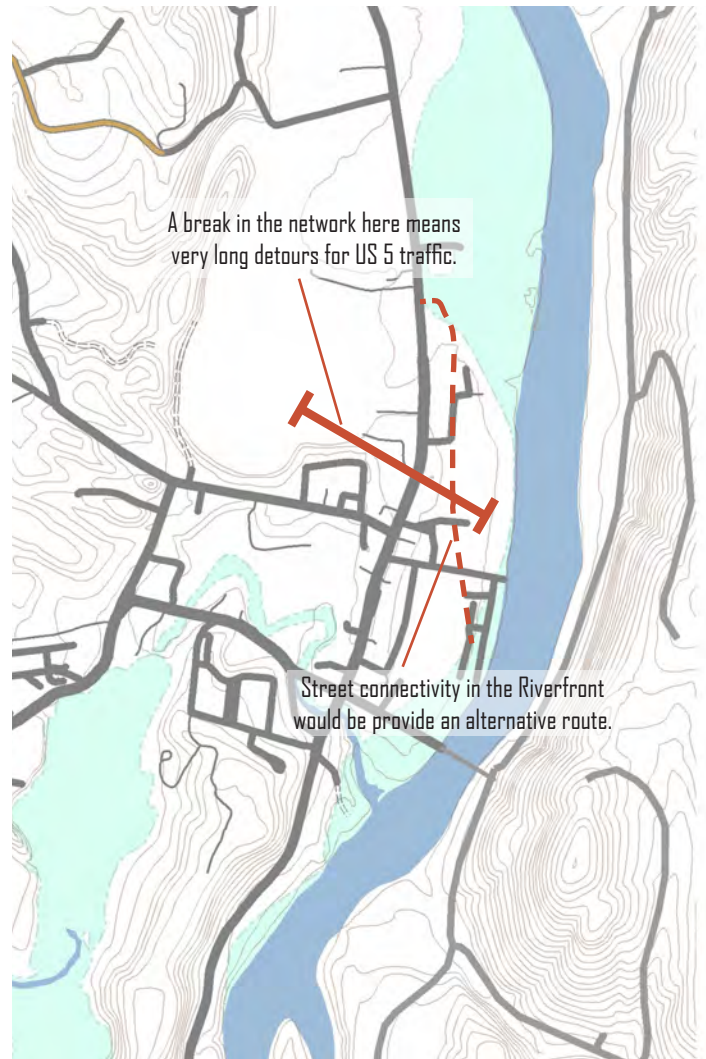 A break in the network here means
very long detours for US 5 traffic.
Street connectivity in the Riverfront
would be provide an alternative route.